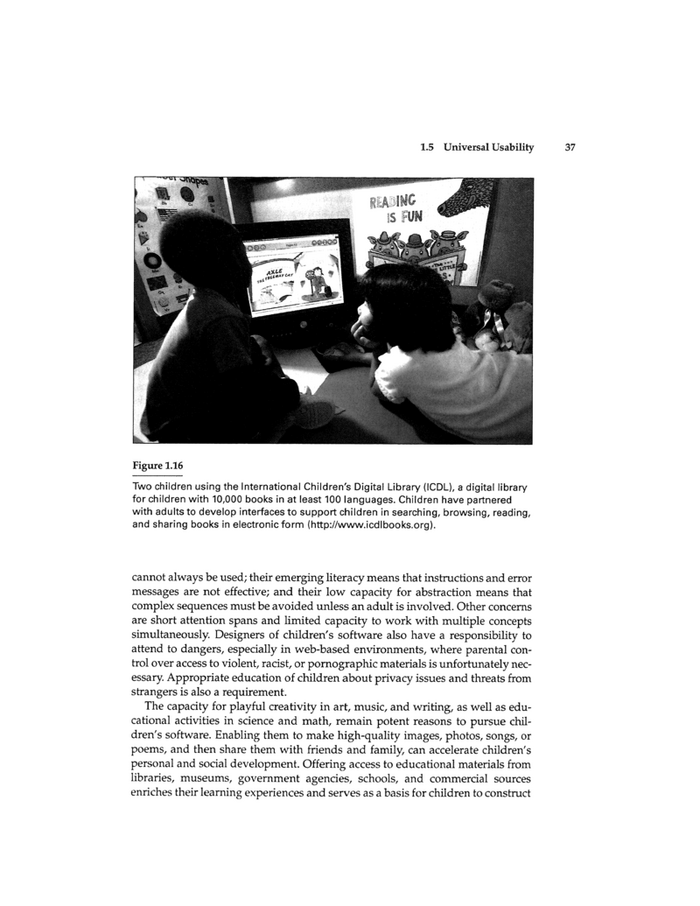 1.5 Universal Usability 37
Shapes
READING
IS FUN
AXLE
THE FREEWAY CAT
LITTLE
Figure 1.16
Two children using the International Children's Digital Library (ICDL), a digital library
for children with 10,000 books in at least 100 languages. Children have partnered
with adults to develop interfaces to support children in searching, browsing, reading,
and sharing books in electronic form (http://www.icdlbooks.org).
cannot always be used; their emerging literacy means that instructions and error
messages are not effective; and their low capacity for abstraction means that
complex sequences must be avoided unless an adult is involved. Other concerns
are short attention spans and limited capacity to work with multiple concepts
simultaneously. Designers of children's software also have a responsibility to
attend to dangers, especially in web-based environments, where parental con-
trol over access to violent, racist, or pornographic materials is unfortunately nec-
essary. Appropriate education of children about privacy issues and threats from
strangers is also a requirement.
The capacity for playful creativity in art, music, and writing, as well as edu-
cational activities in science and math, remain potent reasons to pursue chil-
dren's software. Enabling them to make high-quality images, photos, songs, or
poems, and then share them with friends and family, can accelerate children's
personal and social development. Offering access to educational materials from
libraries, museums, government agencies, schools, and commercial sources
enriches their learning experiences and serves as a basis for children to construct